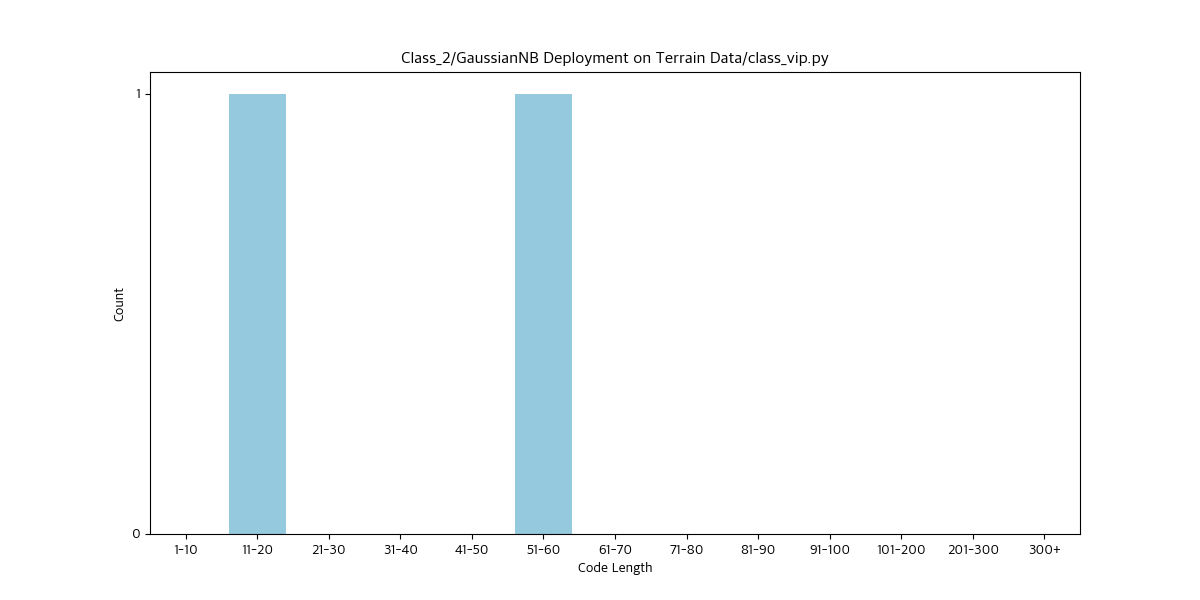 Class_2/GaussianNB Deployment on Terrain Data/class_vip.py
1
Count
0
1-10 11-20 21-30 31-40 41-50 51-60 61-70 71-80 81-90 91-100 101-200 201-300 300+
Code Length